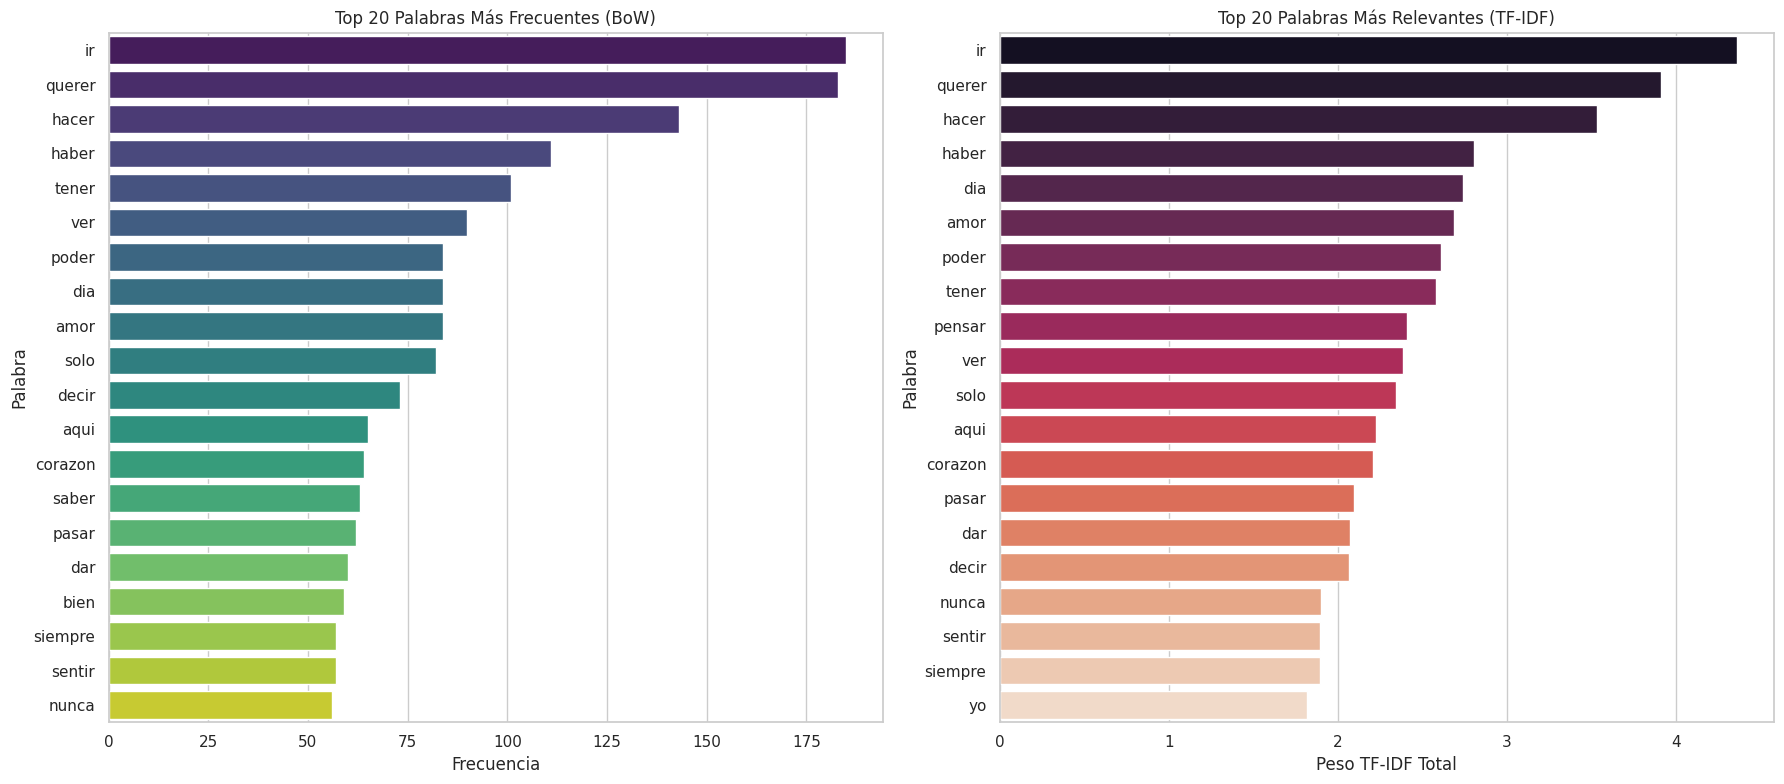 Top 20 Palabras Más Frecuentes (BoW)
ir
querer
hacer
haber
tener
ver
poder
dia
amor
solo
decir
aqui
corazon
saber
pasar
dar
bien
siempre
sentir
nunca
Palabra
0 25 50 75 100 125 150 175
Frecuencia
Top 20 Palabras Más Relevantes (TF-IDF)
ir
querer
hacer
haber
dia
amor
poder
tener
pensar
ver
solo
aqui
corazon
pasar
dar
decir
nunca
sentir
siempre
yo
Palabra
0 1 2 3 4
Peso TF-IDF Total